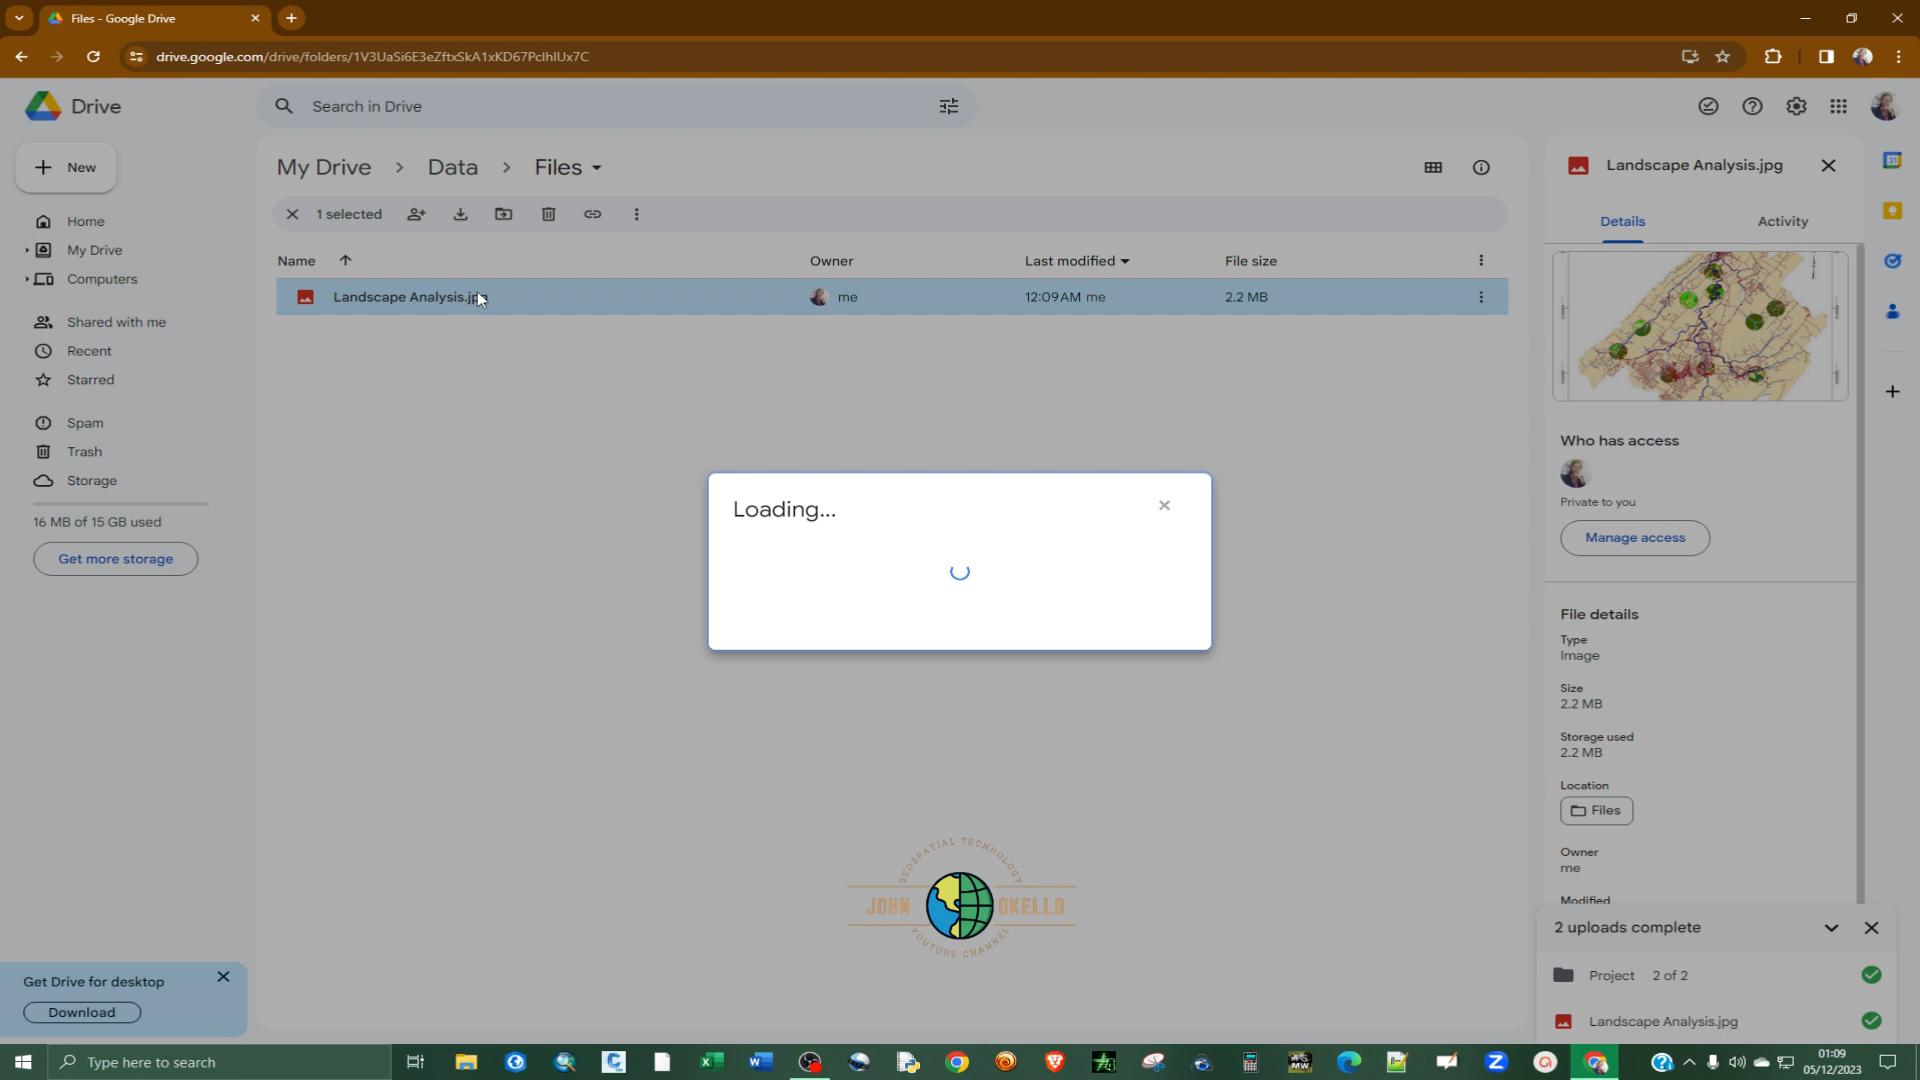 Files - Google Drive
drive.google.com/drive/folders/1V3UaSi6E3eZftxSkA1xKD67PclhlUx7C
Drive
Search in Drive
New
Home
My Drive
Computers
Shared with me
Recent
Starred
Spam
Trash
Storage
16 MB of 15 GB used
Get more storage
Get Drive for desktop
Download
My Drive > Data > Files
1 selected
Name Owner Last modified File size
Landscape Analysis.jpg me 12:09 AM me 2.2 MB
Loading...
GEOSPATIAL TECHNOLOGY
JOHN OKELLO
YOUTUBE CHANNEL
Landscape Analysis.jpg
Details Activity
31
Who has access
Private to you
Manage access
File details
Type
Image
Size
2.2 MB
Storage used
2.2 MB
Location
Files
Owner
me
Modified
2 uploads complete
Project 2 of 2
Landscape Analysis.jpg
Type here to search
01:09
05/12/2023